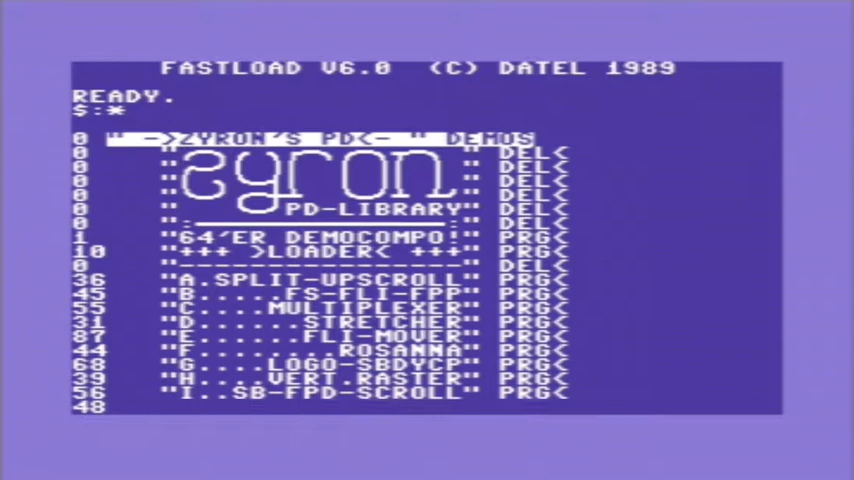 FASTLOAD V6.0 (C) DATEL 1989
READY.
$:*
0 " ->ZYRON'S PD<- " DEMOS
0 " " DEL<
0 "zyron" DEL<
0 " " DEL<
0 " " DEL<
0 " PD-LIBRARY" DEL<
0 ":--------------:" DEL<
1 "64'ER DEMOCOMPO!" PRG<
10 "+++ >LOADER< +++" PRG<
0 "----------------" DEL<
36 "A.SPLIT-UPSCROLL" PRG<
45 "B.....FS-FLI-FPP" PRG<
55 "C....MULTIPLEXER" PRG<
31 "D......STRETCHER" PRG<
87 "E......FLI-MOVER" PRG<
44 "F........ROSANNA" PRG<
68 "G....LOGO-SBDYCP" PRG<
39 "H....VERT.RASTER" PRG<
56 "I..SB-FPD-SCROLL" PRG<
48